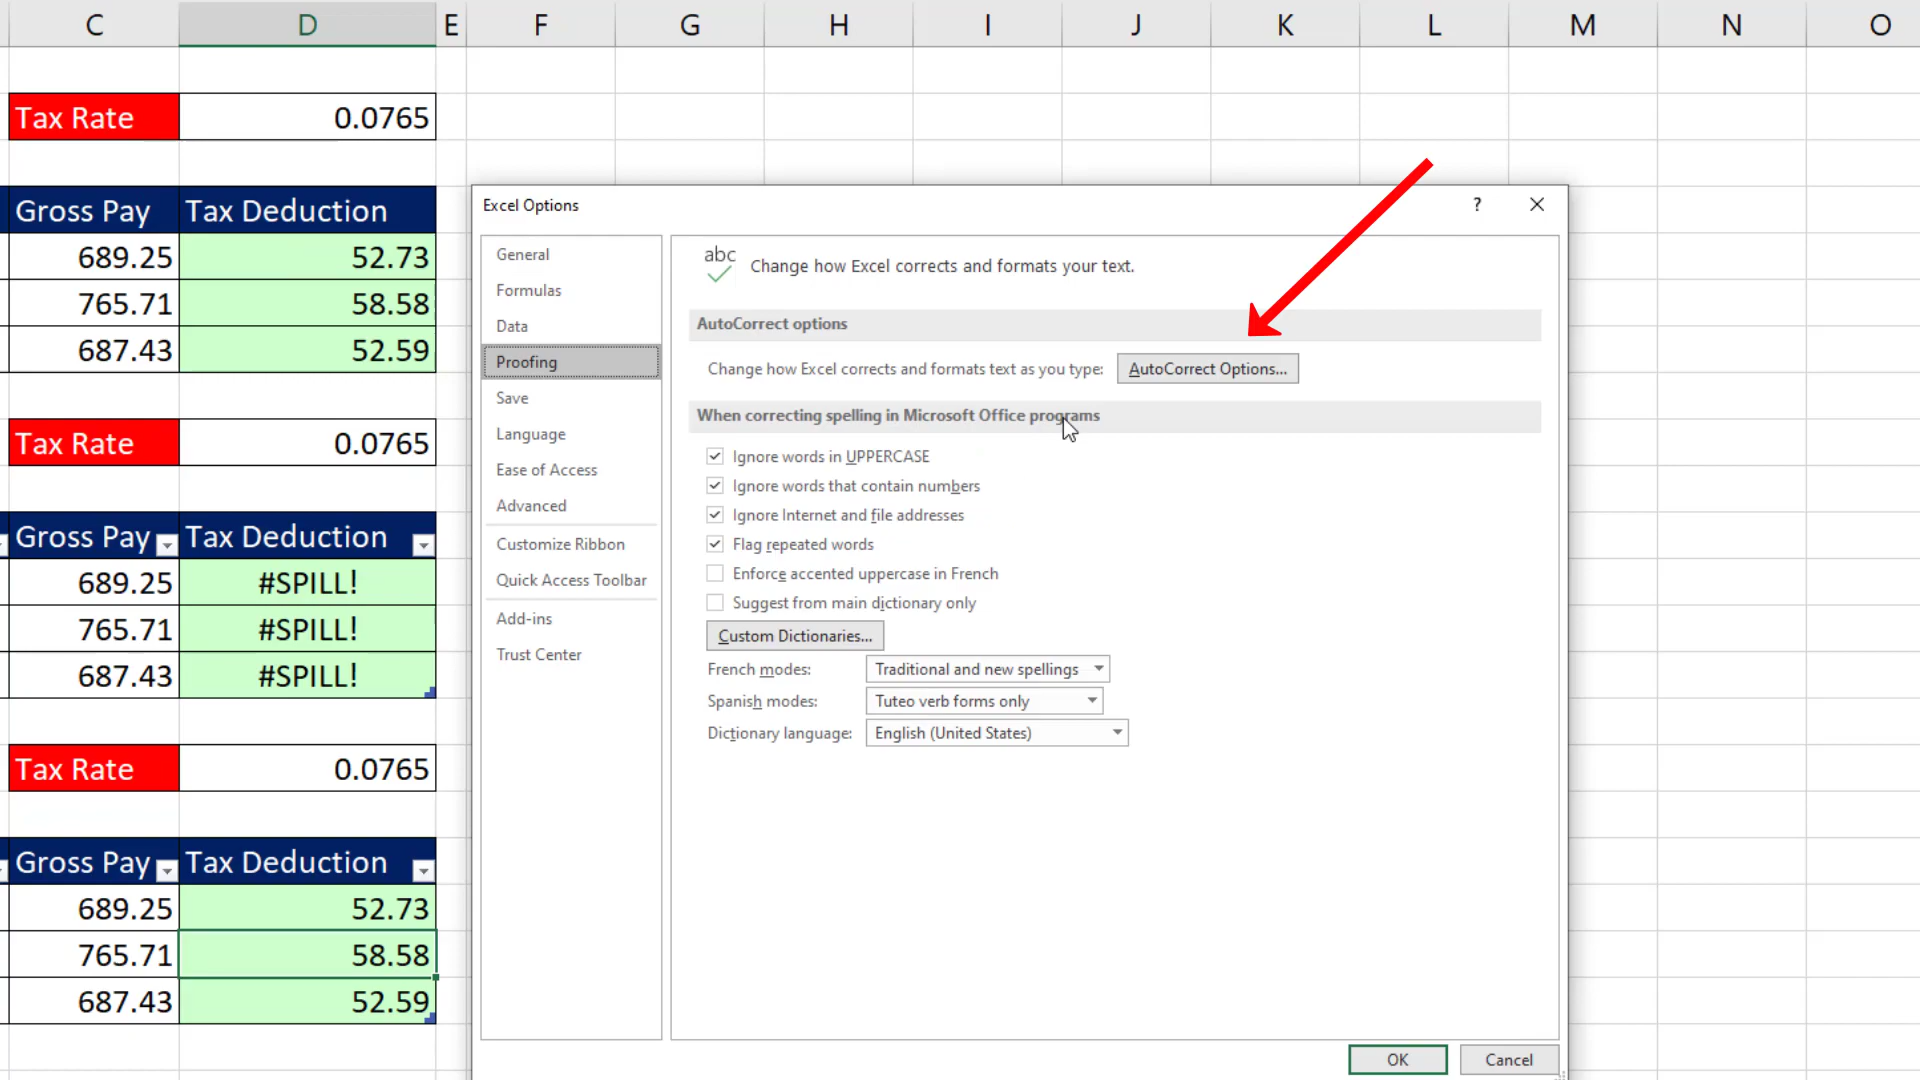 C D E F G H I J K L M N O
Tax Rate 0.0765
Gross Pay Tax Deduction
689.25 52.73
765.71 58.58
687.43 52.59
Tax Rate 0.0765
Gross Pay Tax Deduction
689.25 #SPILL!
765.71 #SPILL!
687.43 #SPILL!
Tax Rate 0.0765
Gross Pay Tax Deduction
689.25 52.73
765.71 58.58
687.43 52.59
Excel Options ?
General
Formulas
Data
Proofing
Save
Language
Ease of Access
Advanced
Customize Ribbon
Quick Access Toolbar
Add-ins
Trust Center
abc
Change how Excel corrects and formats your text.
AutoCorrect options
Change how Excel corrects and formats text as you type: AutoCorrect Options...
When correcting spelling in Microsoft Office programs
Ignore words in UPPERCASE
Ignore words that contain numbers
Ignore Internet and file addresses
Flag repeated words
Enforce accented uppercase in French
Suggest from main dictionary only
Custom Dictionaries...
French modes: Traditional and new spellings
Spanish modes: Tuteo verb forms only
Dictionary language: English (United States)
OK Cancel